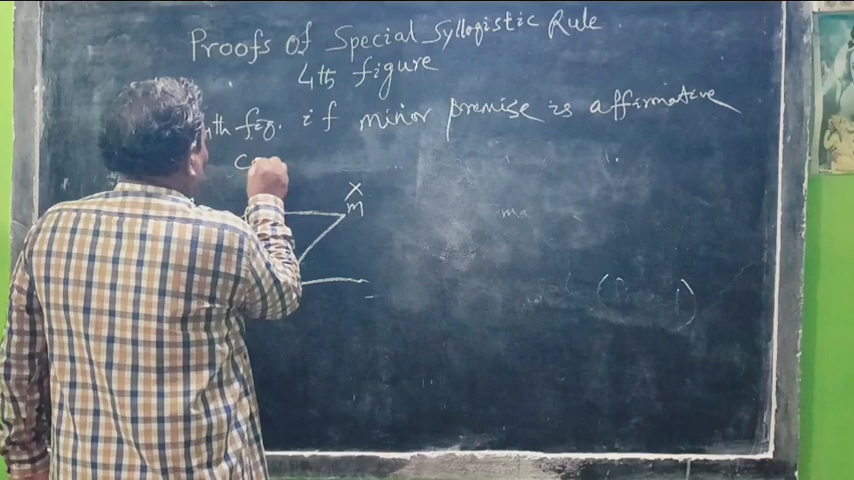 Proofs of Special Syllogistic Rule
4th figure
4th fig. if minor premise is affirmative
C
X
m
ma